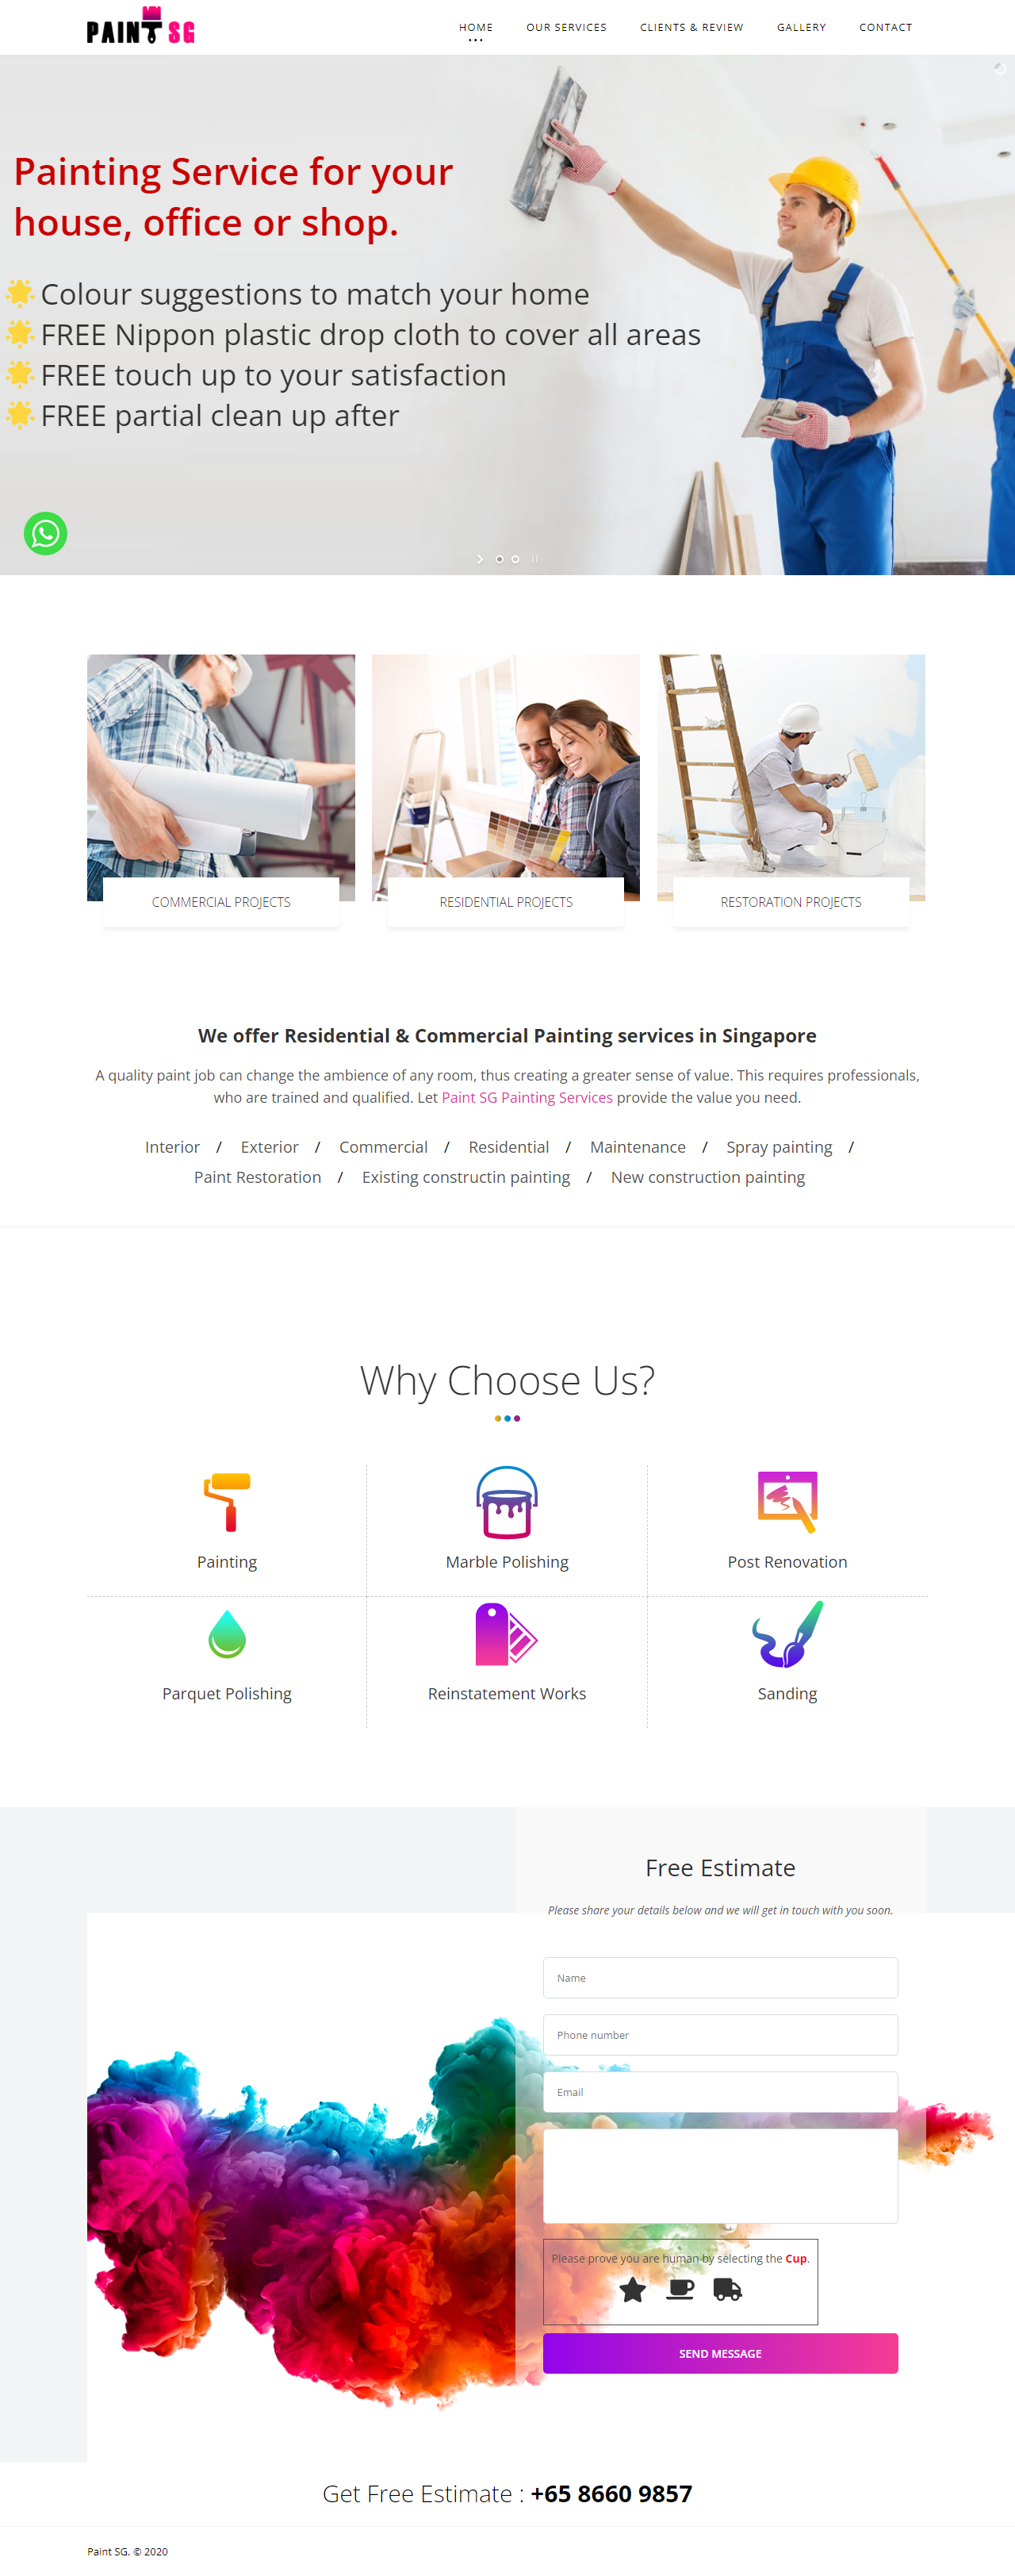 PAINT SG
HOME
OUR SERVICES
CLIENTS & REVIEW
GALLERY
CONTACT
Painting Service for your
house, office or shop.
Colour suggestions to match your home
FREE Nippon plastic drop cloth to cover all areas
FREE touch up to your satisfaction
FREE partial clean up after
COMMERCIAL PROJECTS
RESIDENTIAL PROJECTS
RESTORATION PROJECTS
We offer Residential & Commercial Painting services in Singapore
A quality paint job can change the ambience of any room, thus creating a greater sense of value. This requires professionals,
who are trained and qualified. Let Paint SG Painting Services provide the value you need.
Interior / Exterior / Commercial / Residential / Maintenance / Spray painting /
Paint Restoration / Existing constructin painting / New construction painting
Why Choose Us?
Painting
Marble Polishing
Post Renovation
Parquet Polishing
Reinstatement Works
Sanding
Free Estimate
Please share your details below and we will get in touch with you soon.
Name
Phone number
Email
Please prove you are human by selecting the Cup.
SEND MESSAGE
Get Free Estimate : +65 8660 9857
Paint SG. © 2020